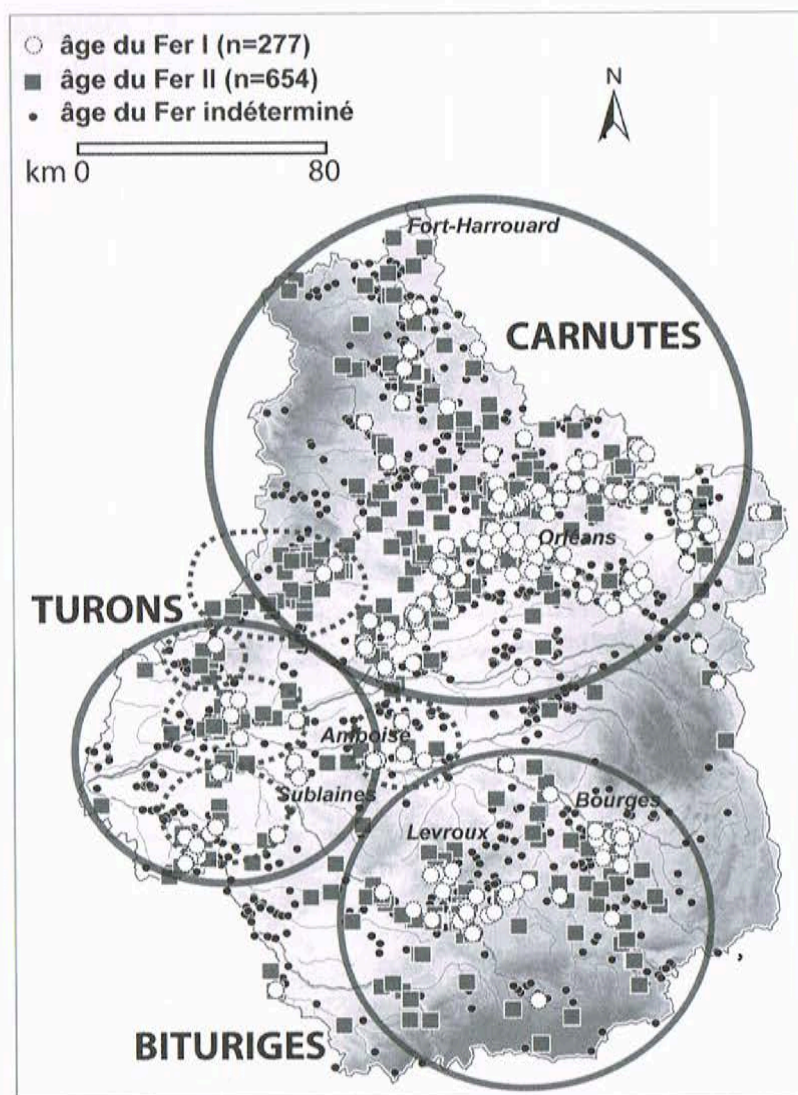 âge du Fer I (n=277)
âge du Fer II (n=654)
âge du Fer indéterminé
N
km 0 80
Fort-Harrouard
CARNUTES
Orléans
TURONS
Amboise
Sublaines
Bourges
Levroux
BITURIGES